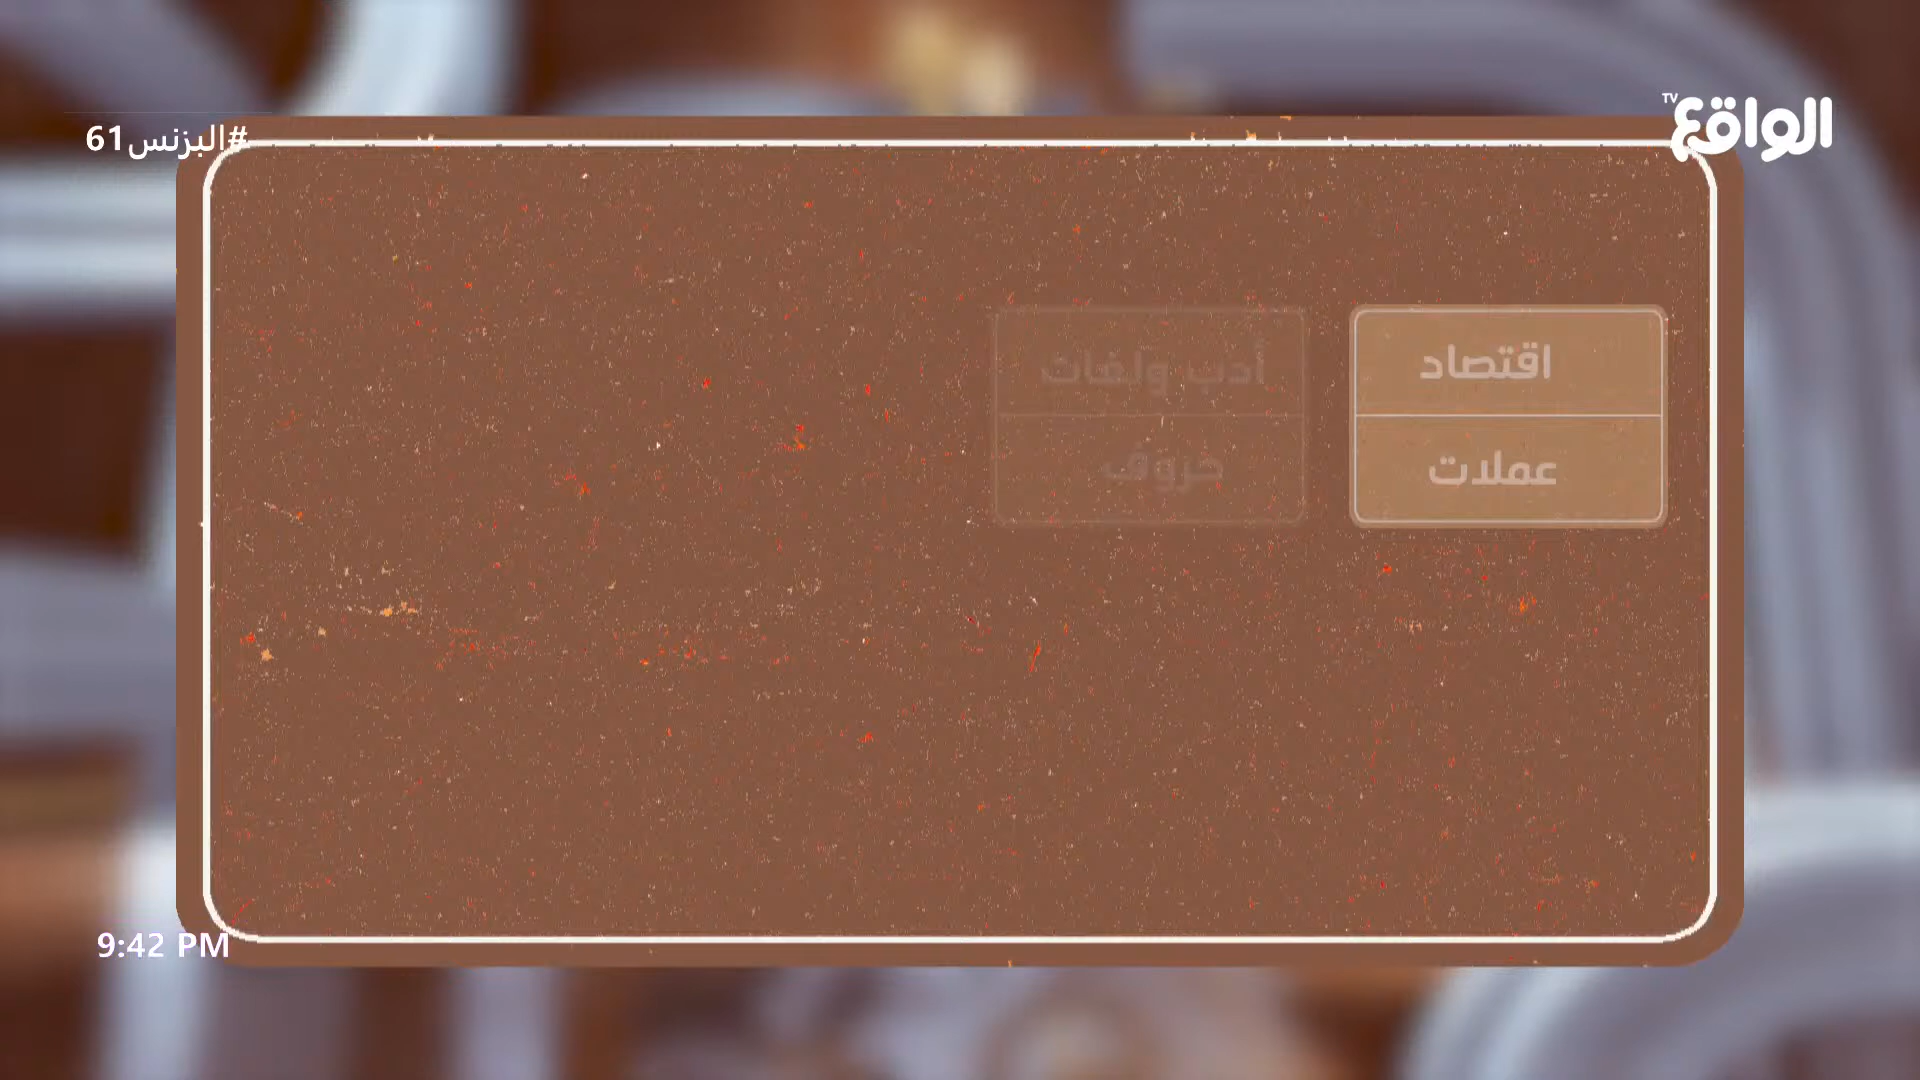 #البزنس61
الواقع TV
اقتصاد
عملات
أدب ولغات
حروف
9:42 PM